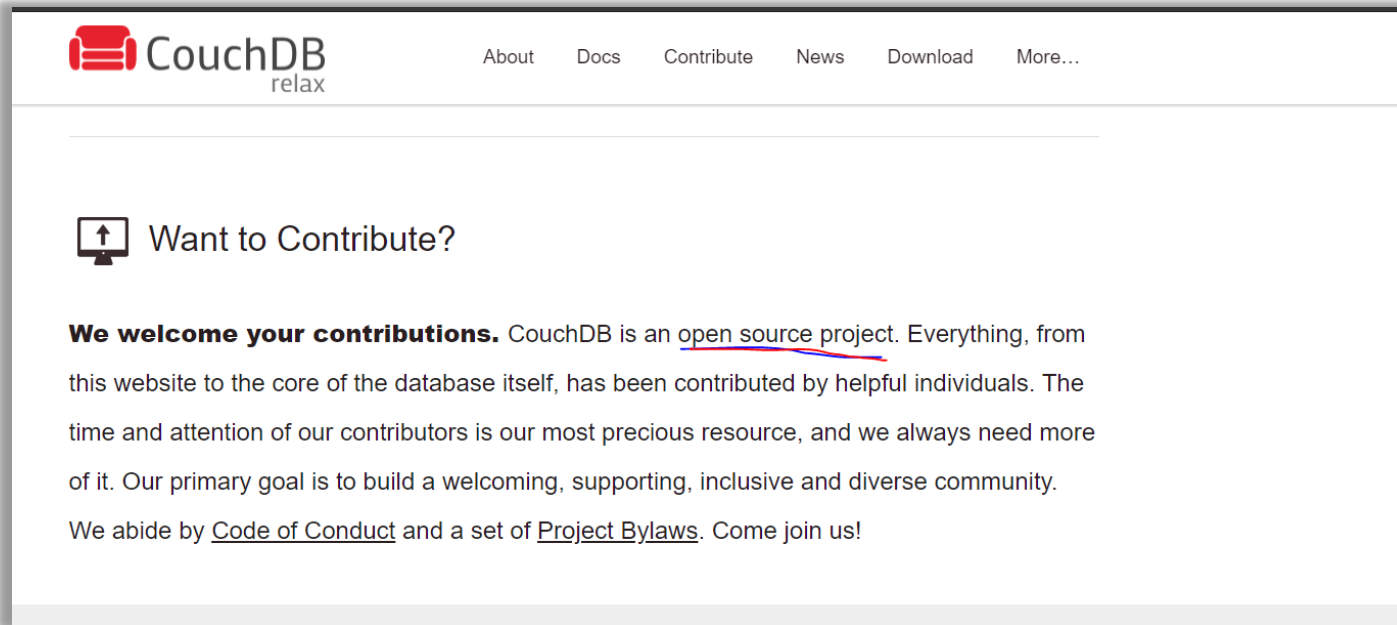 CouchDB
relax
About Docs Contribute News Download More…
Want to Contribute?
We welcome your contributions. CouchDB is an open source project. Everything, from
this website to the core of the database itself, has been contributed by helpful individuals. The
time and attention of our contributors is our most precious resource, and we always need more
of it. Our primary goal is to build a welcoming, supporting, inclusive and diverse community.
We abide by Code of Conduct and a set of Project Bylaws. Come join us!